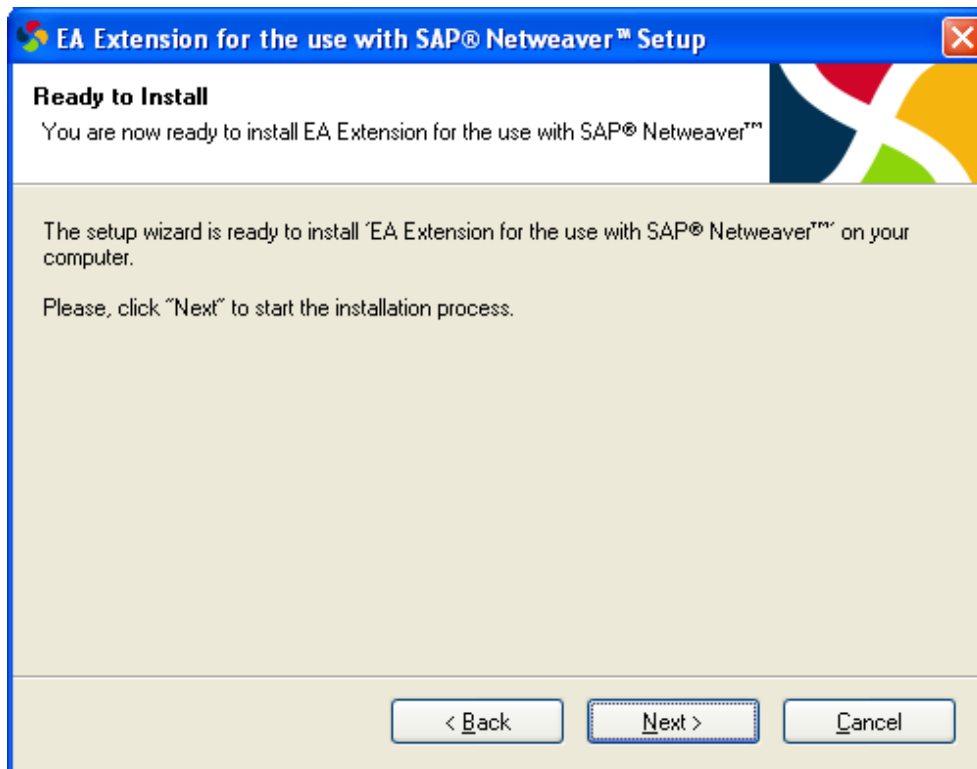 EA Extension for the use with SAP® Netweaver™ Setup
Ready to Install
You are now ready to install EA Extension for the use with SAP® Netweaver™
The setup wizard is ready to install ´EA Extension for the use with SAP® Netweaver™´ on your
computer.
Please, click ˝Next˝ to start the installation process.
< Back
Next >
Cancel